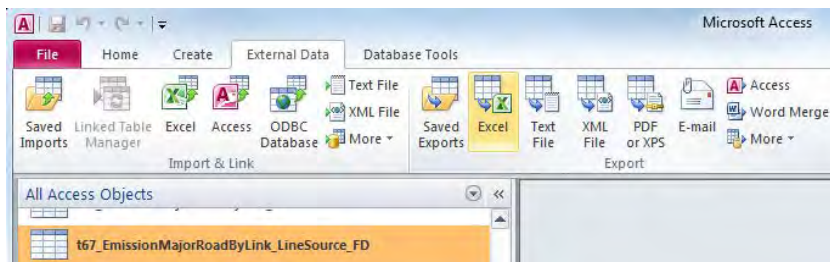 Microsoft Access
File Home Create External Data Database Tools
Saved Imports
Linked Table Manager
Excel
Access
ODBC Database
Text File
XML File
More
Import & Link
Saved Exports
Excel
Text File
XML File
PDF or XPS
E-mail
Access
Word Merge
More
Export
All Access Objects
t67_EmissionMajorRoadByLink_LineSource_FD